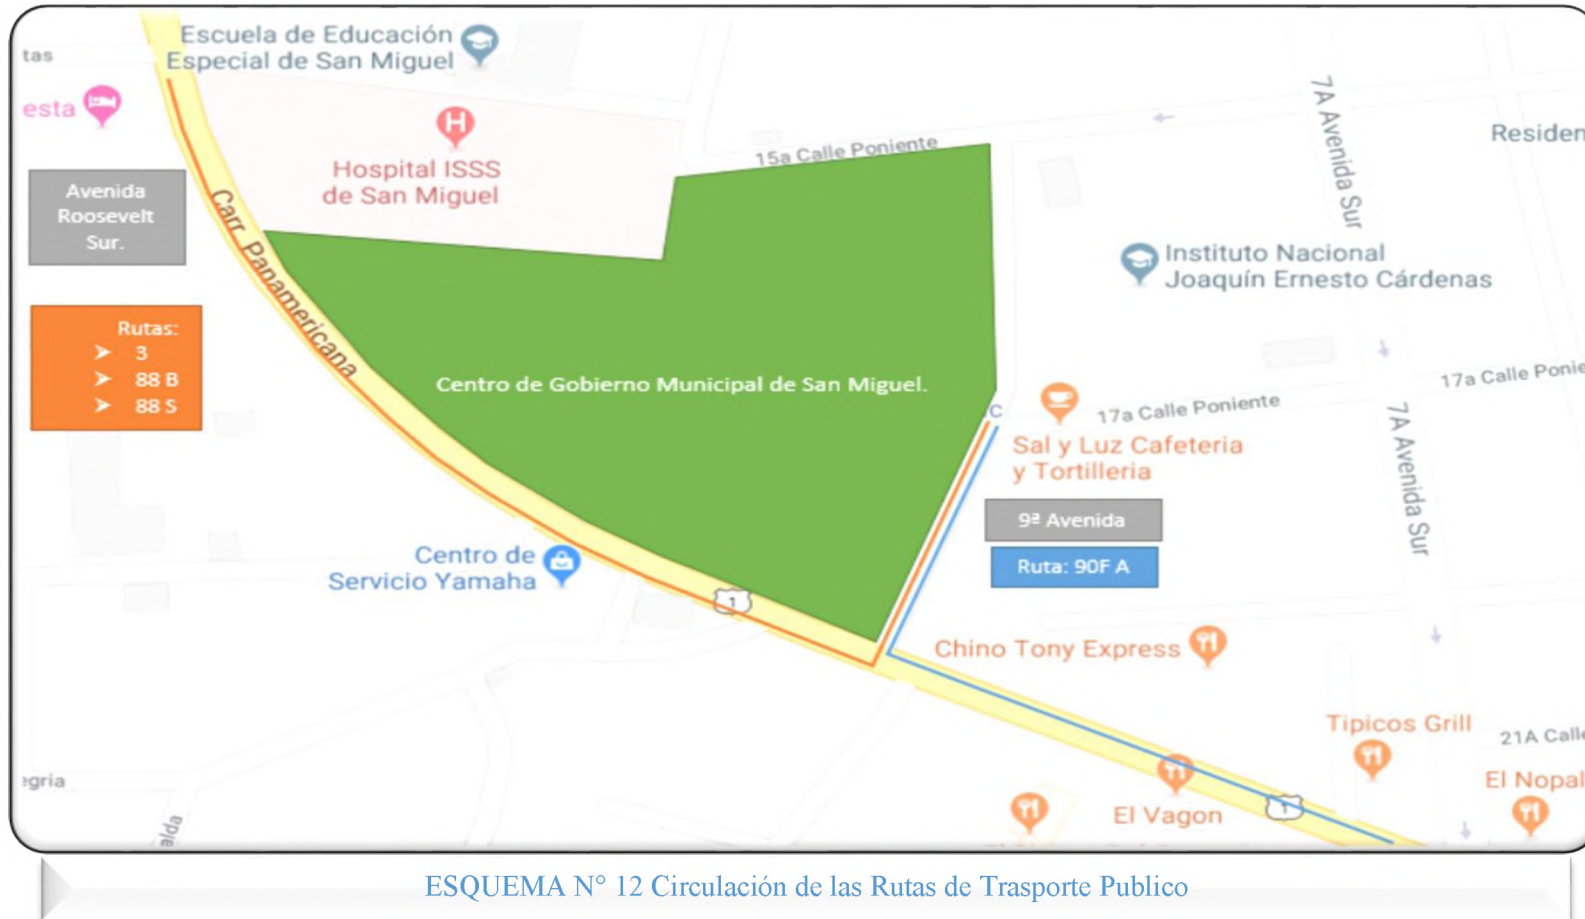 Escuela de Educación
Especial de San Miguel
tas
esta
H
Hospital ISSS
de San Miguel
15a Calle Poniente
7A Avenida Sur
Residen
Avenida
Roosevelt
Sur.
Carr. Panamericana
Instituto Nacional
Joaquín Ernesto Cárdenas
Rutas:
➤ 3
➤ 88 B
➤ 88 S
Centro de Gobierno Municipal de San Miguel.
C
17a Calle Poniente
17a Calle Ponie
7A Avenida Sur
Sal y Luz Cafeteria
y Tortilleria
9ª Avenida
Ruta: 90F A
Centro de
Servicio Yamaha
1
Chino Tony Express
Tipicos Grill
21A Calle
El Nopal
El Vagon
1
egria
alda
ESQUEMA N° 12 Circulación de las Rutas de Trasporte Publico